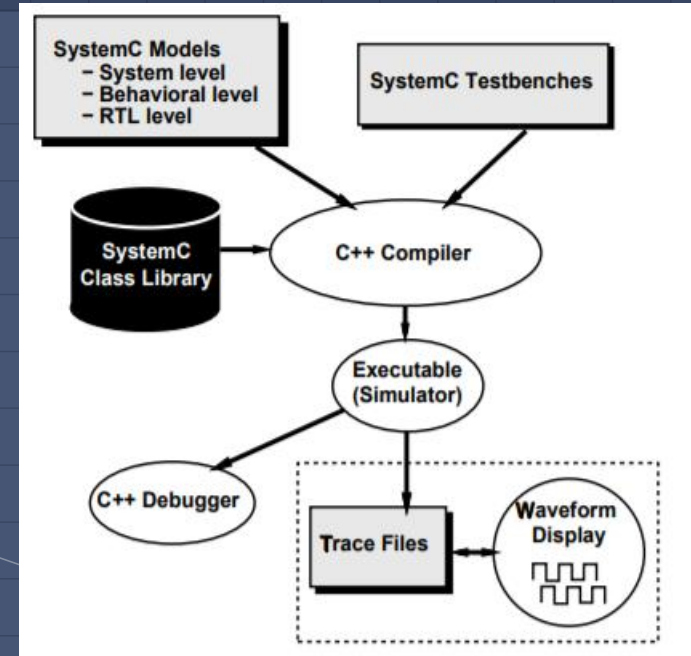 SystemC Models
– System level
– Behavioral level
– RTL level
SystemC Testbenches
SystemC
Class Library
C++ Compiler
Executable
(Simulator)
C++ Debugger
Trace Files
Waveform
Display